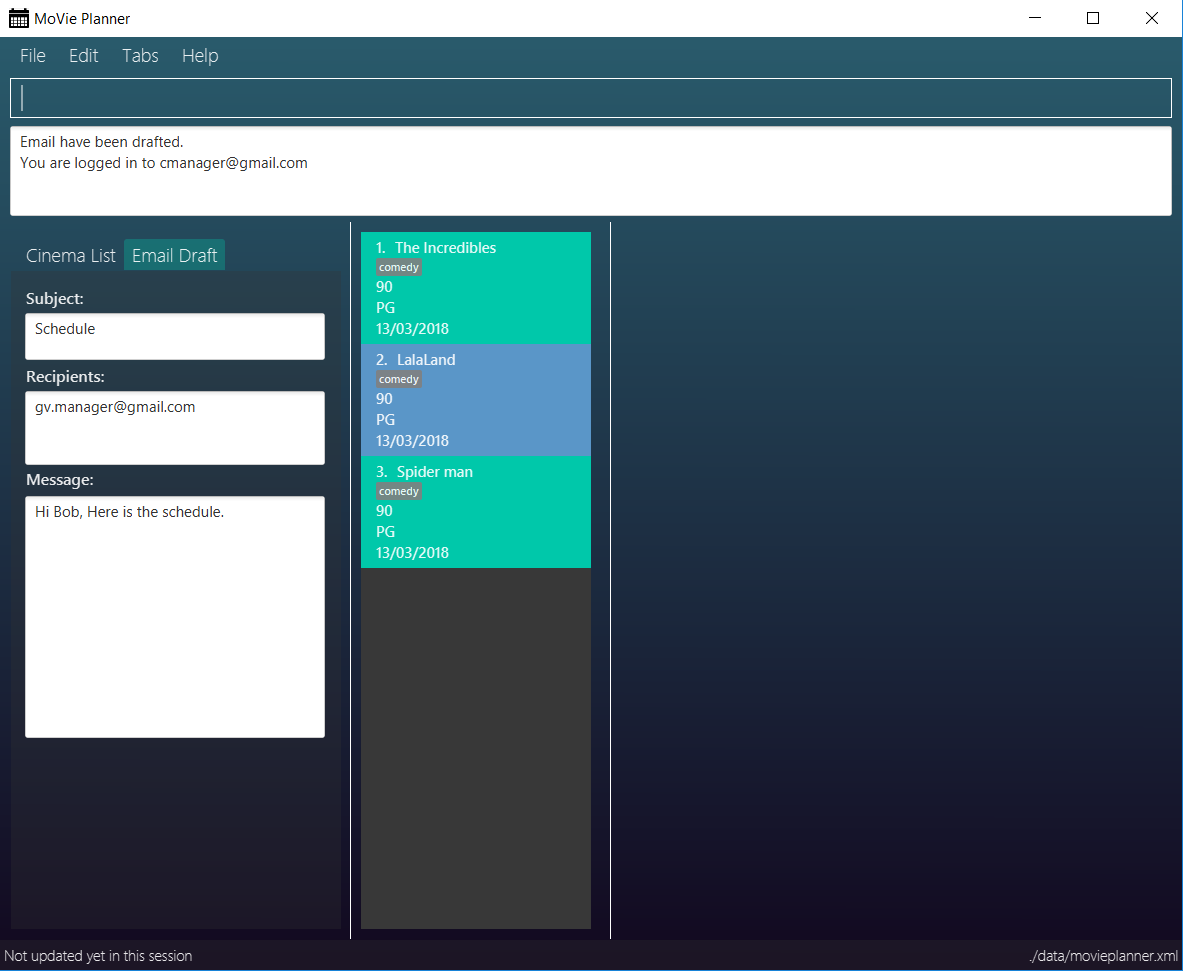 MoVie Planner
File Edit Tabs Help
Email have been drafted.
You are logged in to cmanager@gmail.com
Cinema List Email Draft
Subject:
Schedule
Recipients:
gv.manager@gmail.com
Message:
Hi Bob, Here is the schedule.
1. The Incredibles
comedy
90
PG
13/03/2018
2. LalaLand
comedy
90
PG
13/03/2018
3. Spider man
comedy
90
PG
13/03/2018
Not updated yet in this session
./data/movieplanner.xml